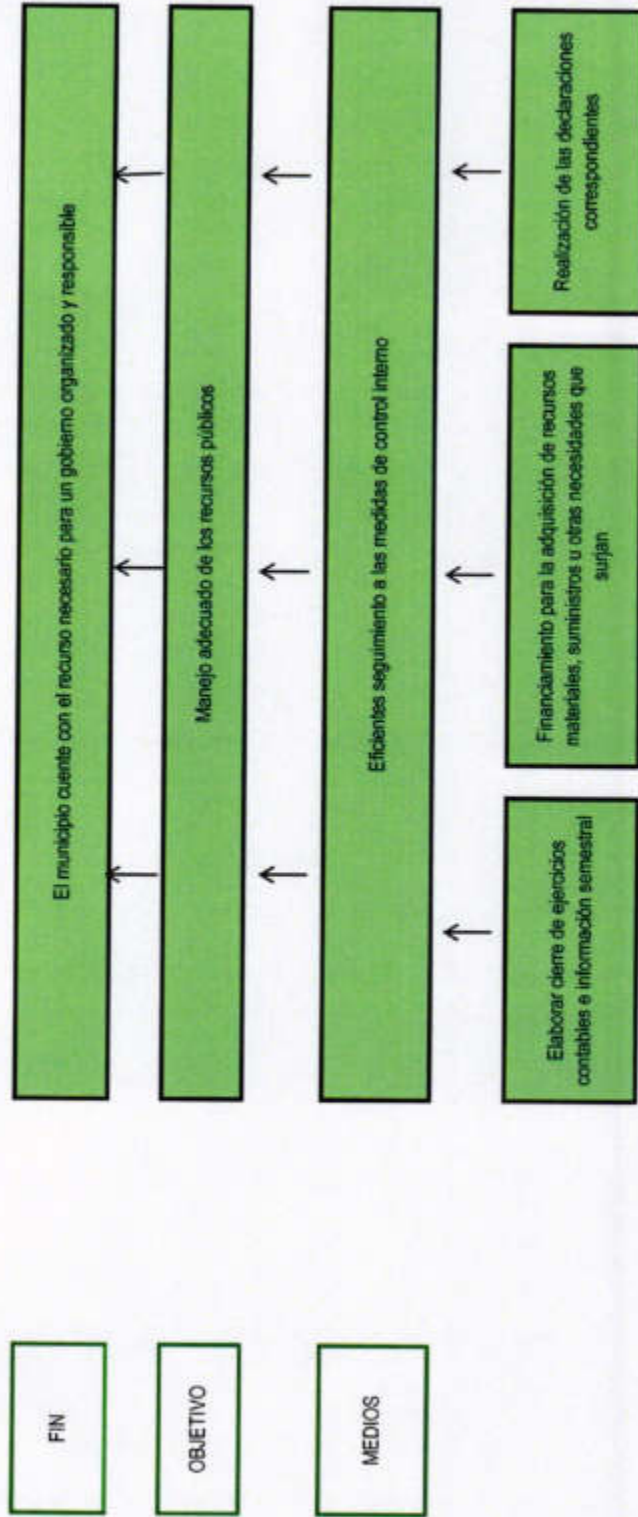 FIN
El municipio cuente con el recurso necesario para un gobierno organizado y responsible
OBJETIVO
Manejo adecuado de los recursos públicos
MEDIOS
Eficientes seguimiento a las medidas de control interno
Elaborar cierre de ejercicios
contables e información semestral
Financiamiento para la adquisición de recursos
materiales, suministros u otras necesidades que
surjan
Realización de las declaraciones
correspondientes